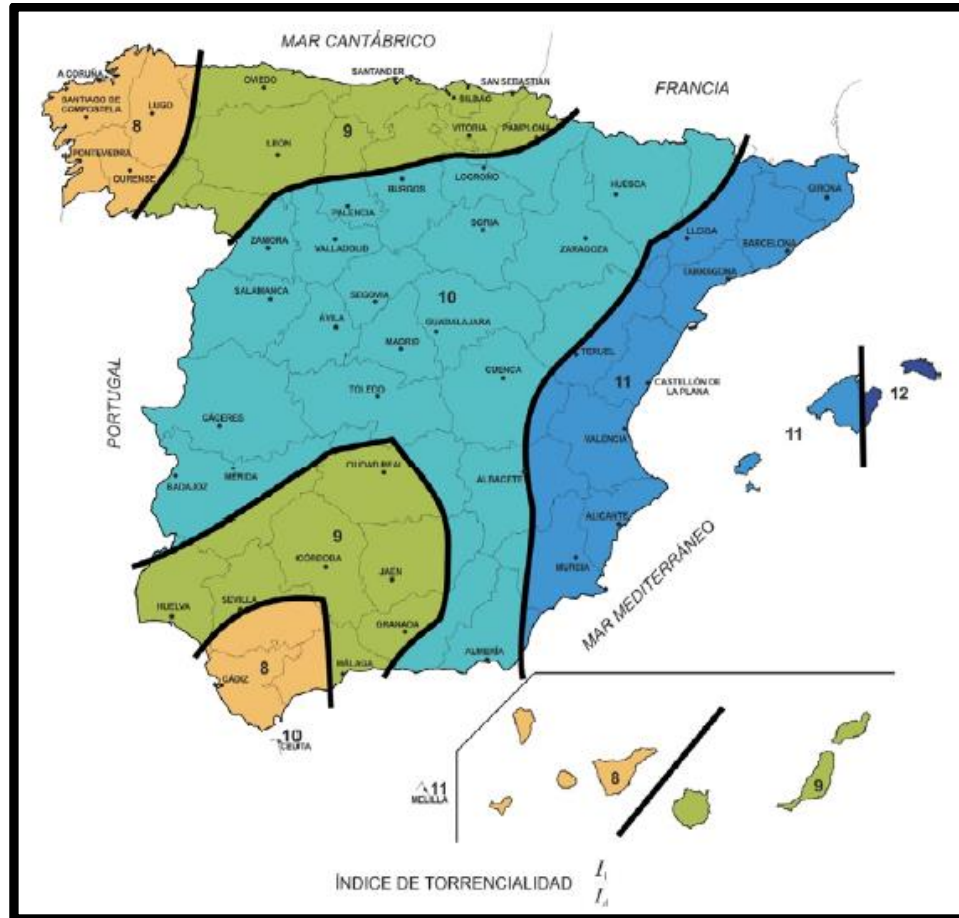 MAR CANTÁBRICO
FRANCIA
A CORUÑA
SANTIAGO DE
COMPOSTELA
LUGO
8
PONTEVEDRA
OURENSE
OVIEDO
SANTANDER
BILBAO
SAN SEBASTIÁN
9
LEÓN
VITORIA
PAMPLONA
BURGOS
LOGROÑO
HUESCA
GIRONA
PALENCIA
SORIA
LLEIDA
ZAMORA
VALLADOLID
ZARAGOZA
BARCELONA
TARRAGONA
SALAMANCA
SEGOVIA
10
ÁVILA
GUADALAJARA
MADRID
TERUEL
PORTUGAL
TOLEDO
CUENCA
11
CASTELLÓN DE
LA PLANA
12
11
CÁCERES
VALENCIA
BADAJOZ
MÉRIDA
CIUDAD REAL
ALBACETE
ALICANTE
9
CÓRDOBA
JAÉN
MURCIA
MAR MEDITERRÁNEO
HUELVA
SEVILLA
GRANADA
ALMERÍA
MÁLAGA
8
CÁDIZ
10
CEUTA
11
MELILLA
8
9
ÍNDICE DE TORRENCIALIDAD I₁
I_d